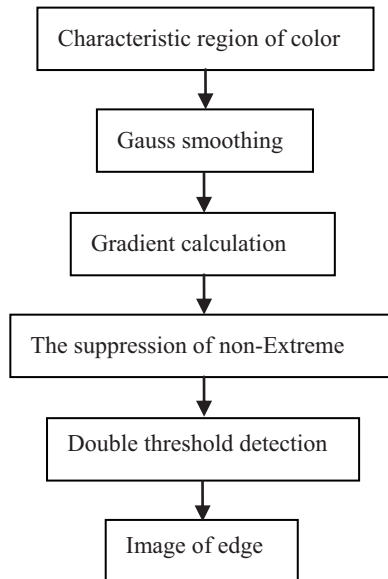 Characteristic region of color
Gauss smoothing
Gradient calculation
The suppression of non-Extreme
Double threshold detection
Image of edge